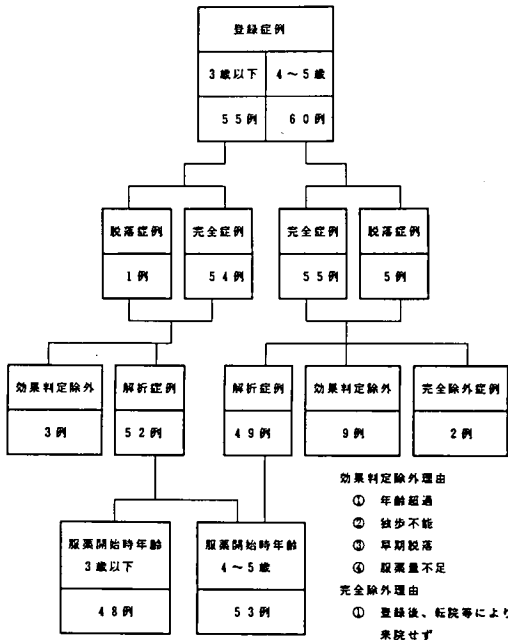 登録症例
3歳以下 4～5歳
55例 60例
脱落症例 完全症例 完全症例 脱落症例
1例 54例 55例 5例
効果判定除外 解析症例 解析症例 効果判定除外 完全除外症例
3例 52例 49例 9例 2例
効果判定除外理由
① 年齢超過
② 独歩不能
③ 早期脱落
④ 服薬量不足
完全除外理由
① 登録後、転院等により
来院せず
服薬開始時年齢 服薬開始時年齢
3歳以下 4～5歳
48例 53例